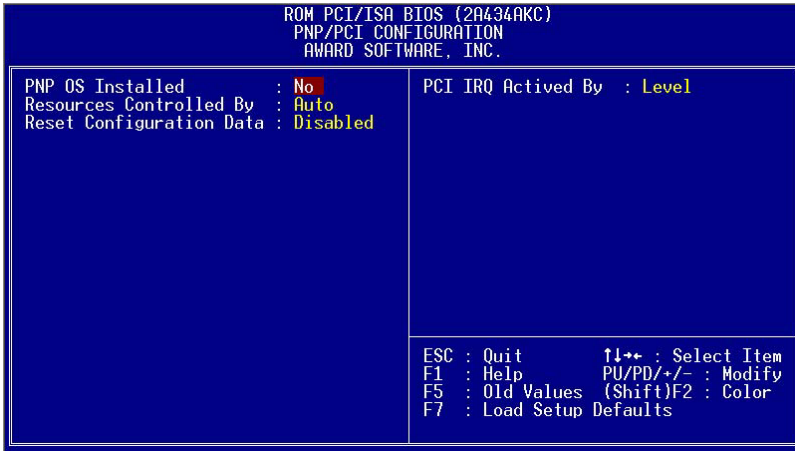 ROM PCI/ISA BIOS (2A434AKC)
PNP/PCI CONFIGURATION
AWARD SOFTWARE, INC.
PNP OS Installed : No
Resources Controlled By : Auto
Reset Configuration Data : Disabled
PCI IRQ Actived By : Level
ESC : Quit ↑↓→← : Select Item
F1 : Help PU/PD/+/- : Modify
F5 : Old Values (Shift)F2 : Color
F7 : Load Setup Defaults